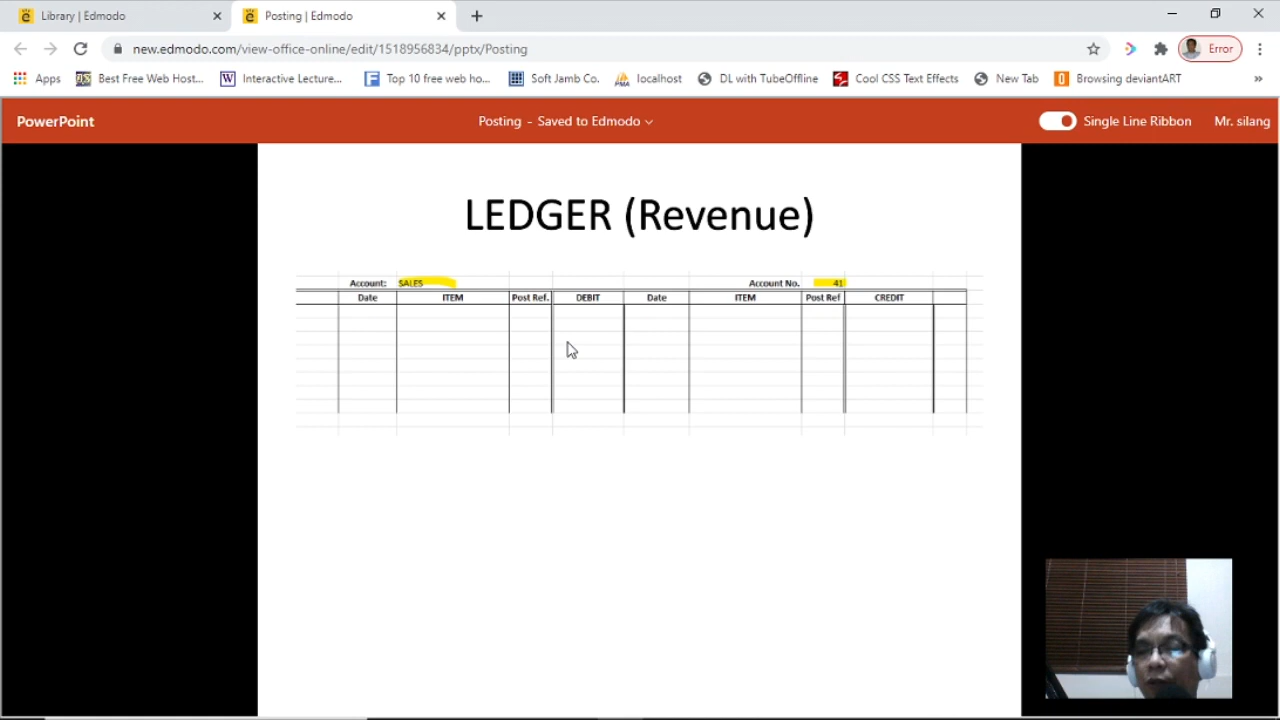 Library | Edmodo
Posting | Edmodo
new.edmodo.com/view-office-online/edit/1518956834/pptx/Posting
Error
Apps
Best Free Web Host...
Interactive Lecture...
Top 10 free web ho...
Soft Jamb Co.
localhost
DL with TubeOffline
Cool CSS Text Effects
New Tab
Browsing deviantART
»
PowerPoint
Posting - Saved to Edmodo
Single Line Ribbon
Mr. silang
LEDGER (Revenue)
Account: SALES Account No. 41
Date ITEM Post Ref. DEBIT Date ITEM Post Ref CREDIT